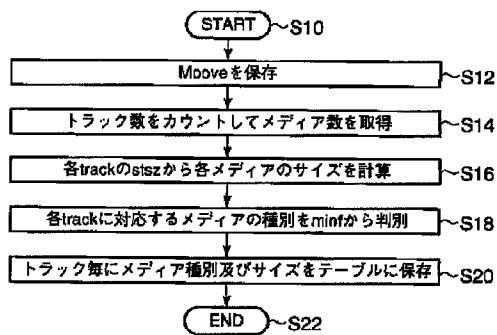 START S10
Mooveを保存 S12
トラック数をカウントしてメディア数を取得 S14
各trackのstszから各メディアのサイズを計算 S16
各trackに対応するメディアの種別をminfから判別 S18
トラック毎にメディア種別及びサイズをテーブルに保存 S20
END S22